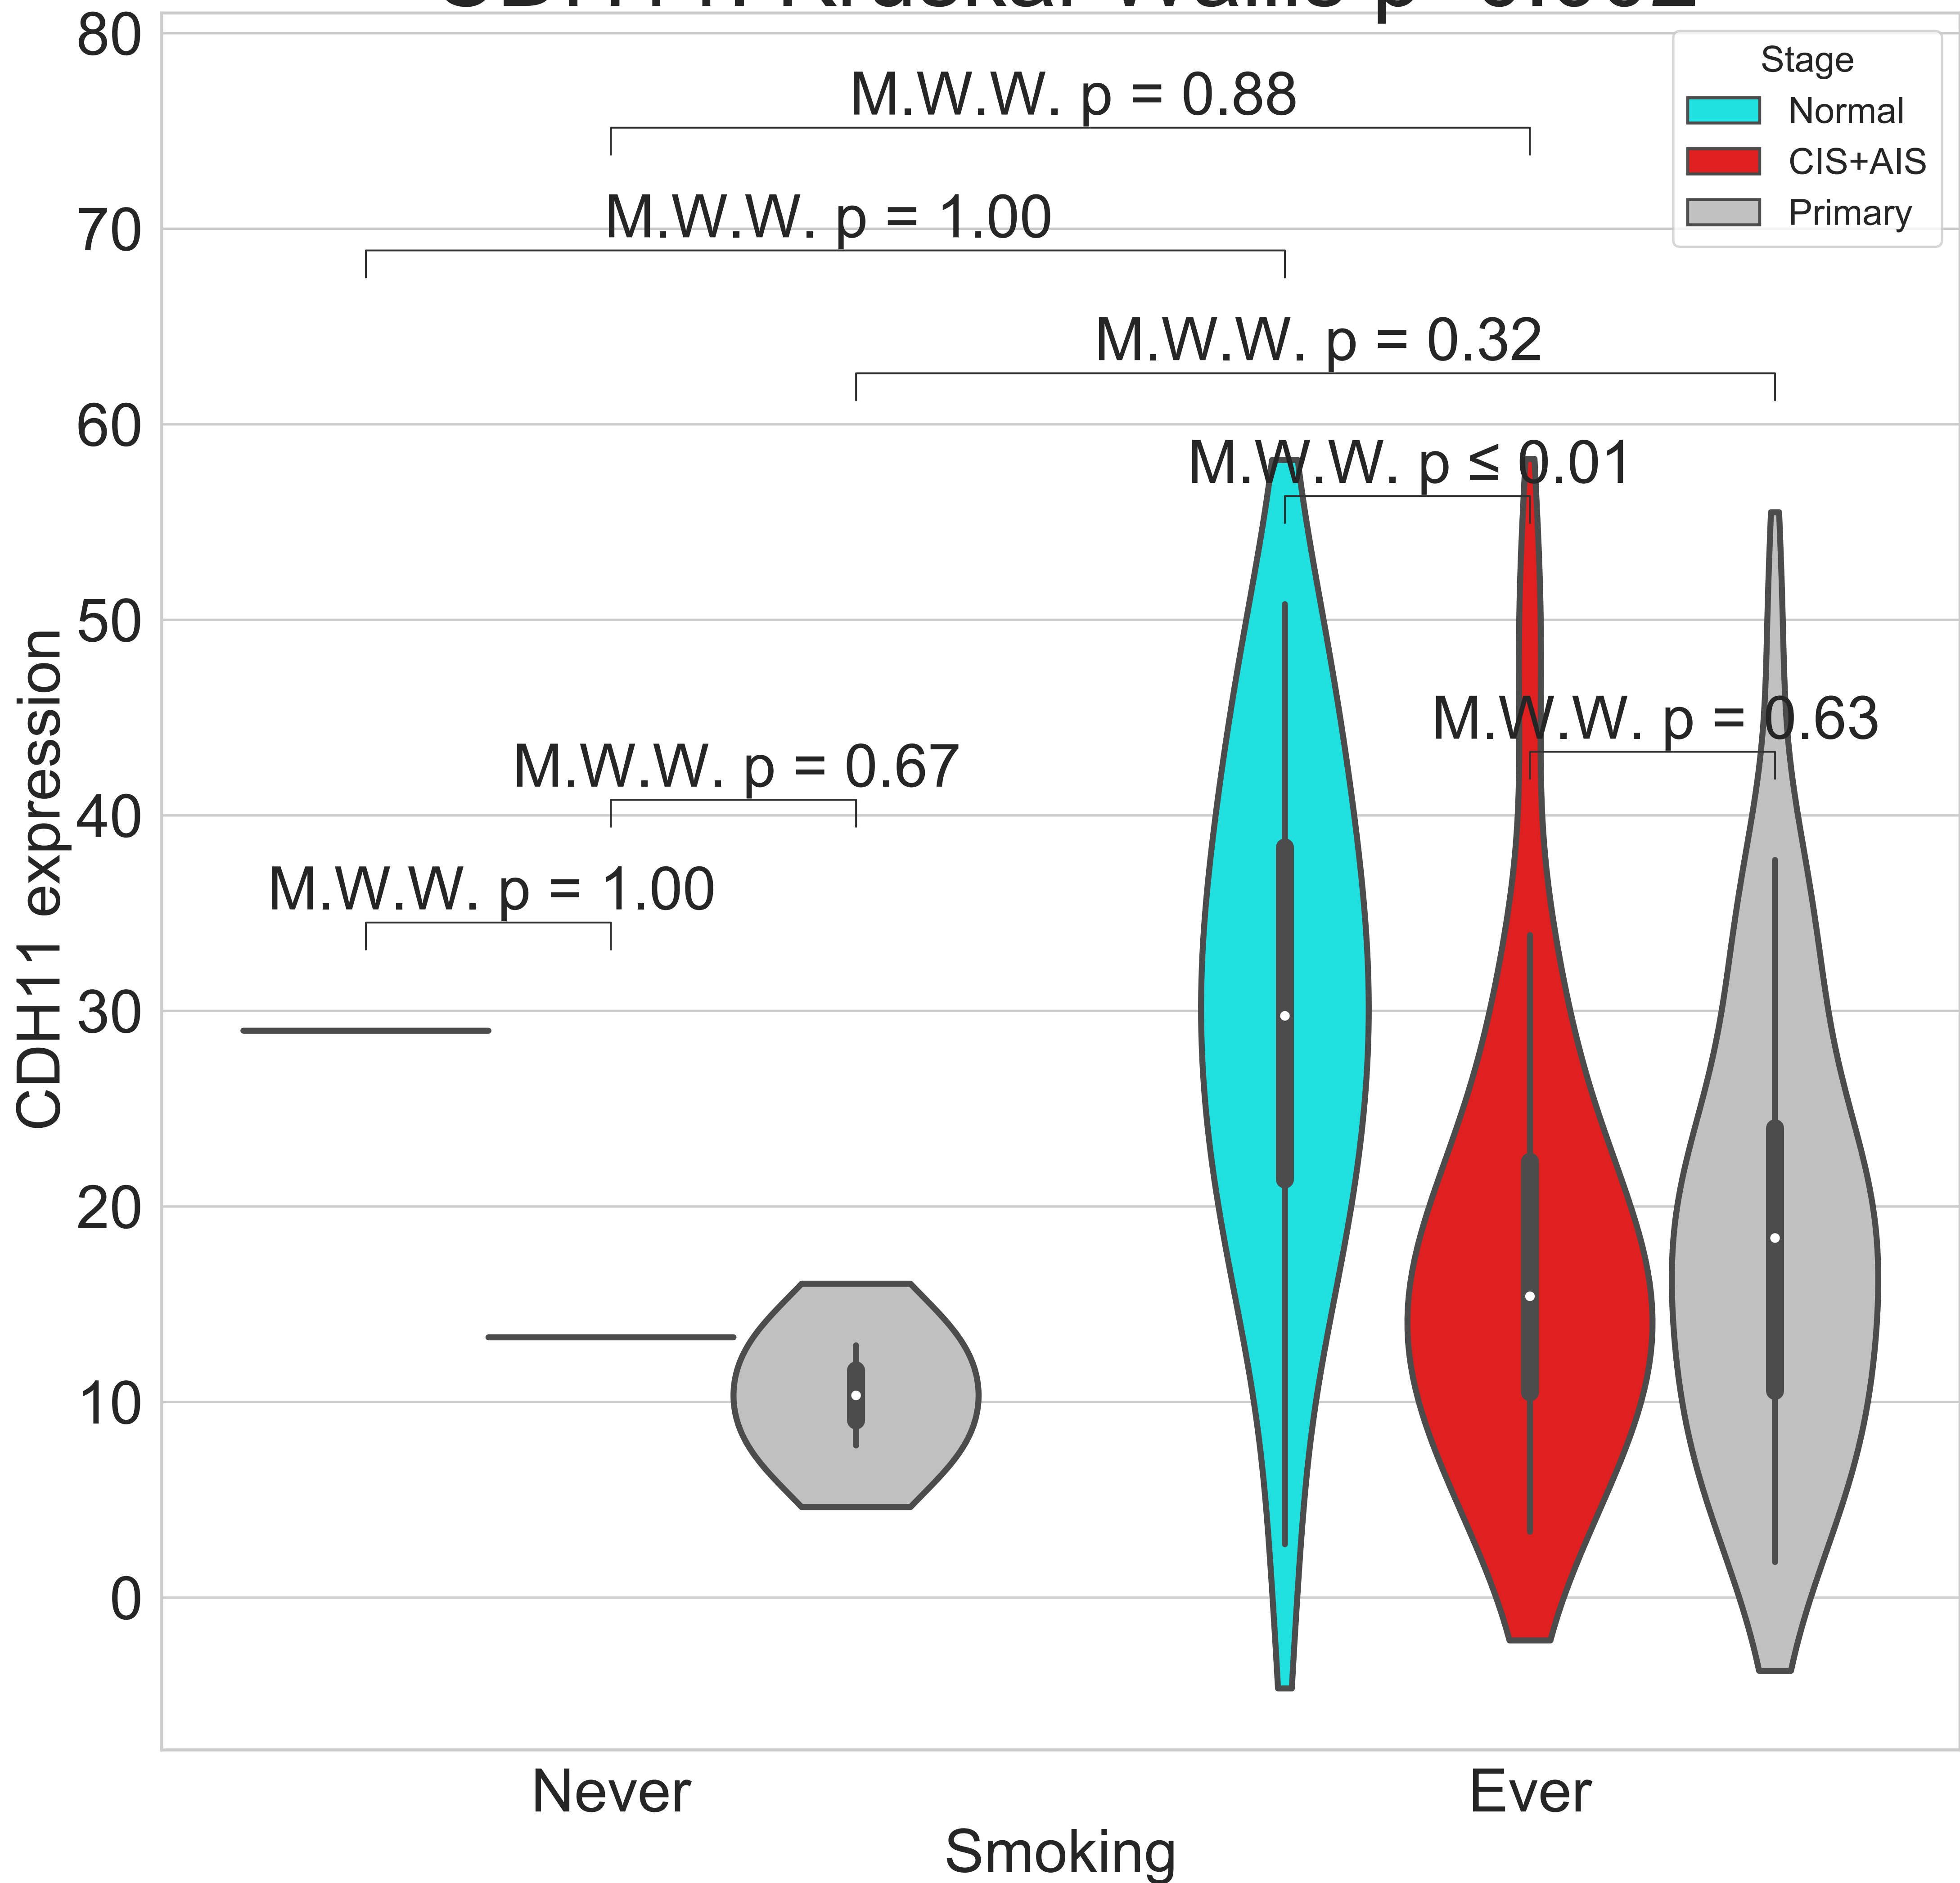 80
70
60
50
40
30
20
10
0
CDH11 expression
M.W.W. p = 0.88
M.W.W. p = 1.00
M.W.W. p = 0.32
M.W.W. p ≤ 0.01
M.W.W. p = 0.63
M.W.W. p = 0.67
M.W.W. p = 1.00
Stage
Normal
CIS+AIS
Primary
Never
Ever
Smoking